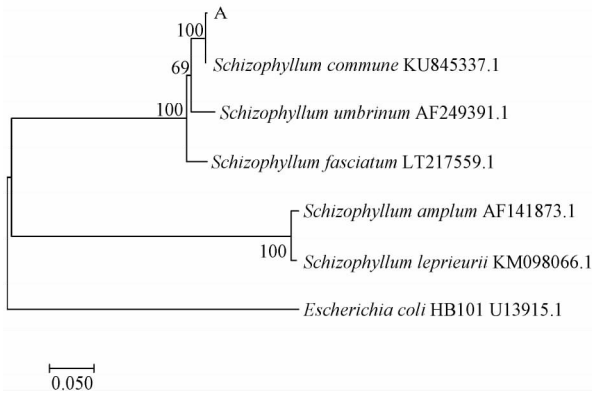 A
100
Schizophyllum commune KU845337.1
69
Schizophyllum umbrinum AF249391.1
100
Schizophyllum fasciatum LT217559.1
Schizophyllum amplum AF141873.1
100
Schizophyllum leprieurii KM098066.1
Escherichia coli HB101 U13915.1
0.050